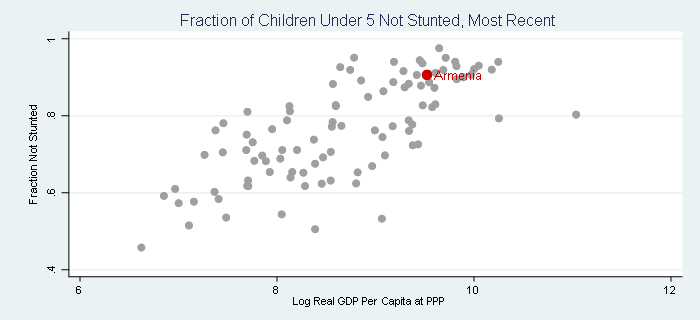 Fraction of Children Under 5 Not Stunted, Most Recent
Fraction Not Stunted
1
.8
.6
.4
Armenia
6
8
10
12
Log Real GDP Per Capita at PPP